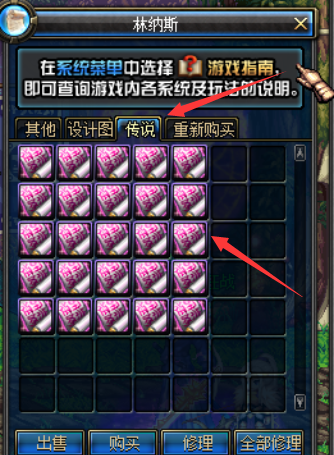 林纳斯
在系统菜单中选择 游戏指南,
即可查询游戏内各系统及玩法的说明。
其他 设计图 传说 重新购买
出售 购买 修理 全部修理